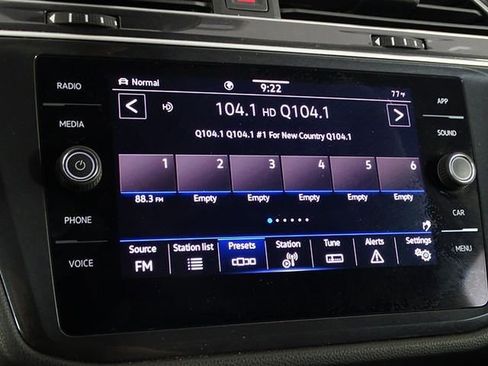 RADIO
MEDIA
PHONE
VOICE
Normal
9:22
77°F
HD 104.1 HD Q104.1
Q104.1 Q104.1 #1 For New Country Q104.1
1 2 3 4 5 6
88.3 FM Empty Empty Empty Empty Empty
Source Station list Presets Station Tune Alerts Settings
FM
APP
SOUND
CAR
MENU